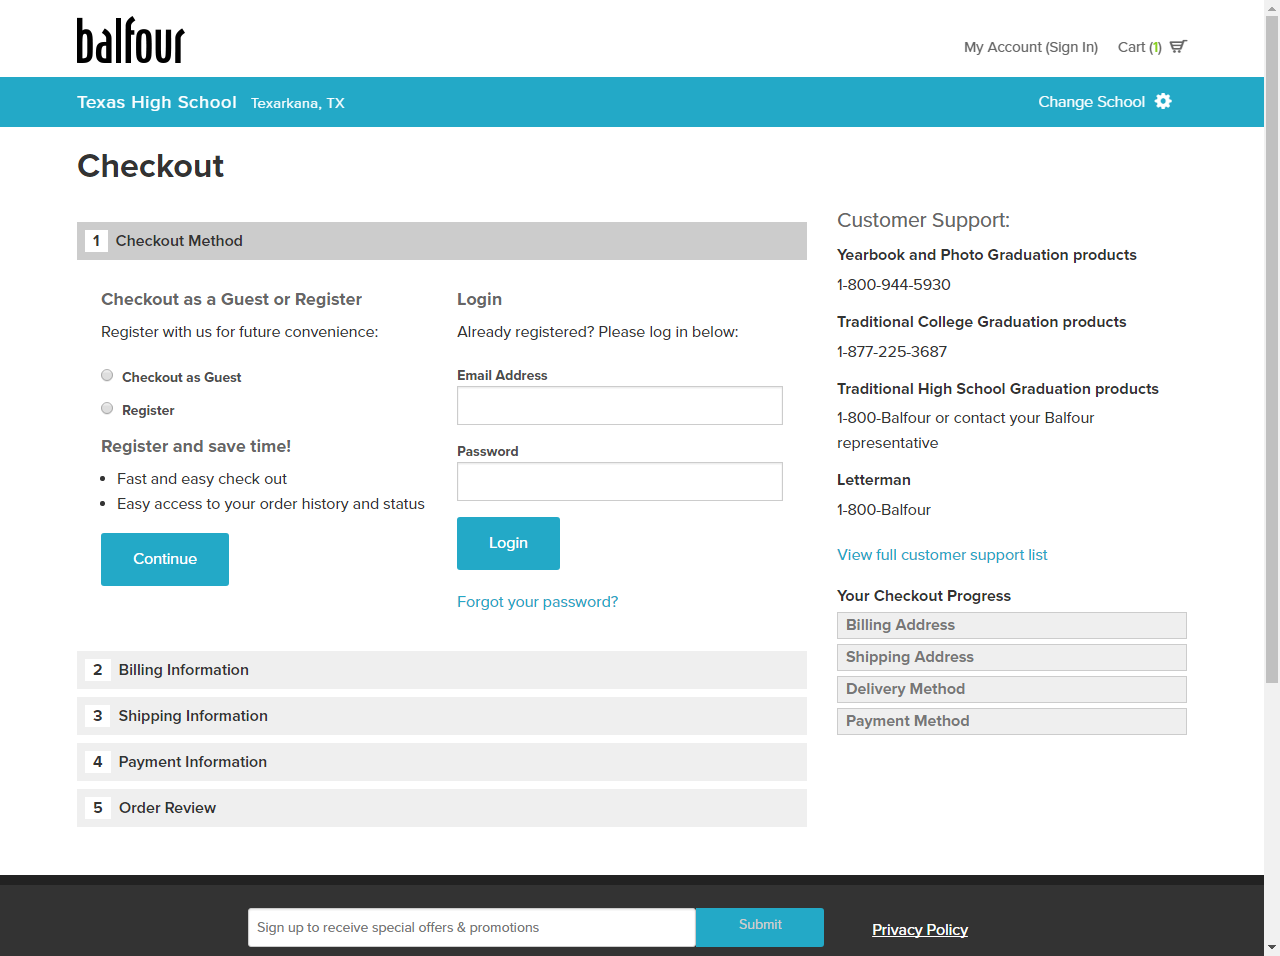 balfour
My Account (Sign In) Cart (1)
Texas High School Texarkana, TX Change School
Checkout
1 Checkout Method
Checkout as a Guest or Register
Register with us for future convenience:
Checkout as Guest
Register
Register and save time!
Fast and easy check out
Easy access to your order history and status
Continue
Login
Already registered? Please log in below:
Email Address
Password
Login
Forgot your password?
2 Billing Information
3 Shipping Information
4 Payment Information
5 Order Review
Customer Support:
Yearbook and Photo Graduation products
1-800-944-5930
Traditional College Graduation products
1-877-225-3687
Traditional High School Graduation products
1-800-Balfour or contact your Balfour
representative
Letterman
1-800-Balfour
View full customer support list
Your Checkout Progress
Billing Address
Shipping Address
Delivery Method
Payment Method
Sign up to receive special offers & promotions Submit Privacy Policy